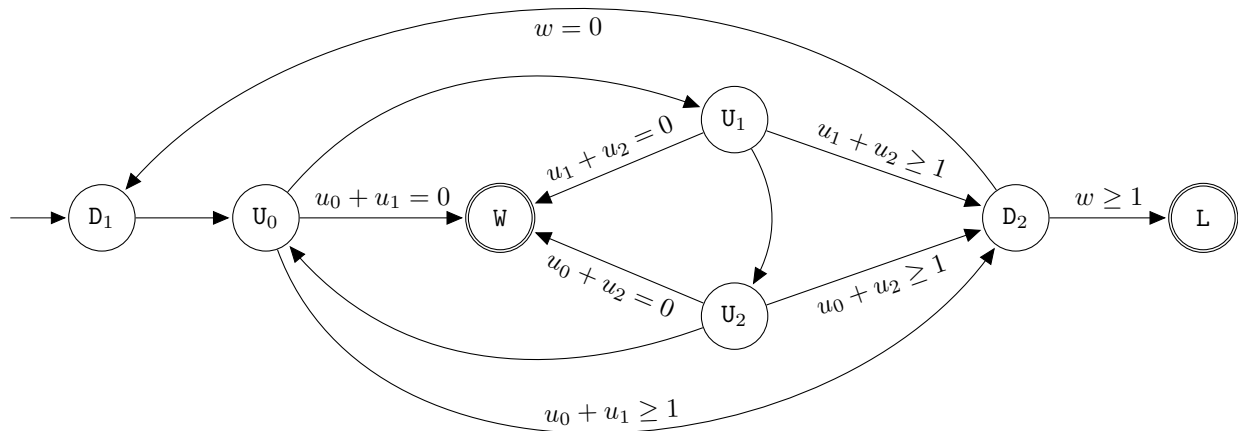 w = 0
U₁
u₁ + u₂ = 0
u₁ + u₂ ≥ 1
D₁
U₀
u₀ + u₁ = 0
W
D₂
w ≥ 1
L
u₀ + u₂ = 0
U₂
u₀ + u₂ ≥ 1
u₀ + u₁ ≥ 1